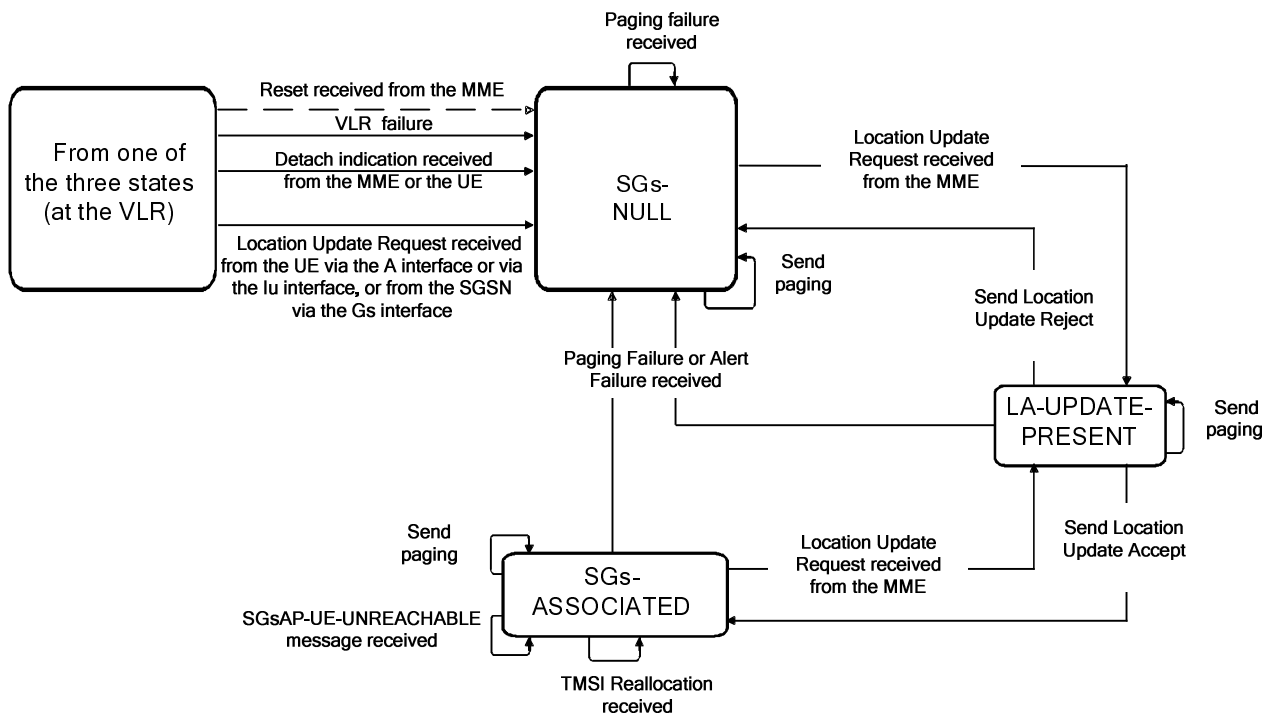 Paging failure
received
Reset received from the MME
VLR failure
Detach indication received
from the MME or the UE
From one of
the three states
(at the VLR)
Location Update Request received
from the UE via the A interface or via
the Iu interface, or from the SGSN
via the Gs interface
SGs-
NULL
Location Update
Request received
from the MME
Send
paging
Send Location
Update Reject
Paging Failure or Alert
Failure received
LA-UPDATE-
PRESENT
Send
paging
Send
paging
SGs-
ASSOCIATED
Location Update
Request received
from the MME
Send Location
Update Accept
SGsAP-UE-UNREACHABLE
message received
TMSI Reallocation
received